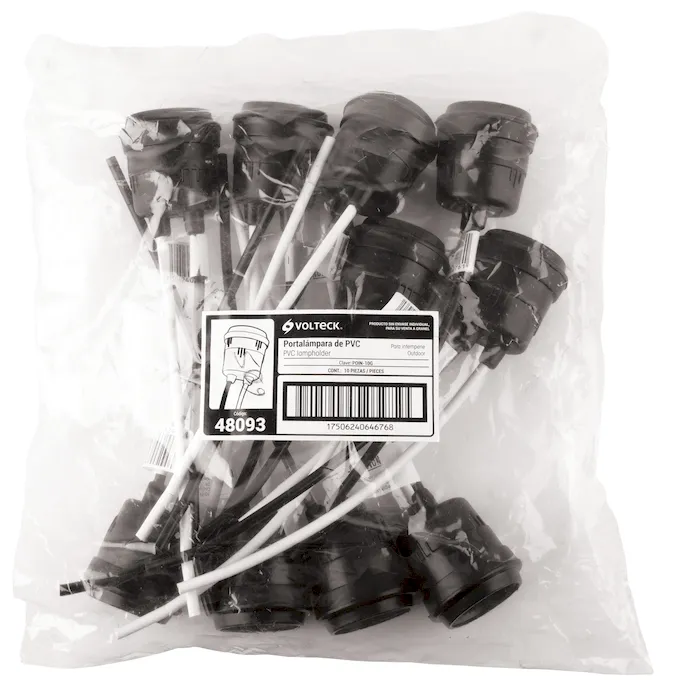 VOLTECK®
PRODUCTO SIN ENVASE INDIVIDUAL,
PARA SU VENTA A GRANEL
Portalámpara de PVC
PVC lampholder
Para intemperie
Outdoor
Clave: POIN-10G
CONT.: 10 PIEZAS / PIECES
Código:
48093
17506240646768